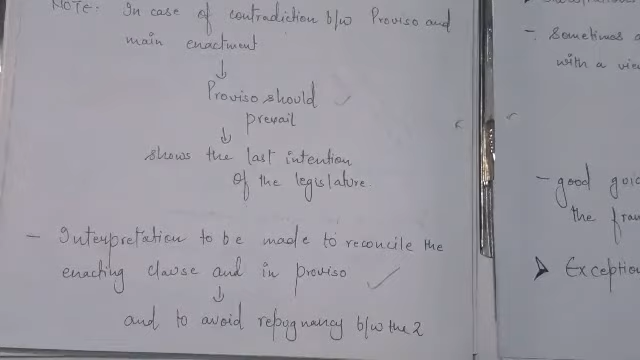 NOTE: In case of contradiction b/w Proviso and
main enactment
↓
Proviso should
prevail
↓
shows the last intention
of the legislature
- Interpretation to be made to reconcile the
enacting clause and in proviso
↓
and to avoid repugnancy b/w the 2
- Sometimes
with a
- good
the
➤ Exception